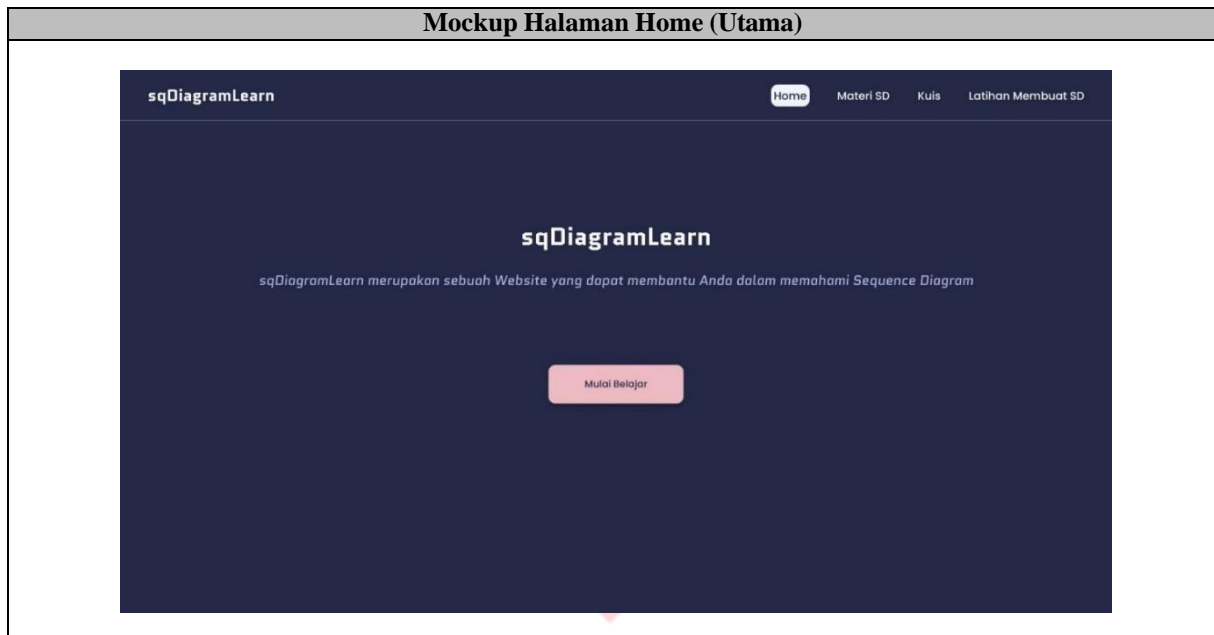 Mockup Halaman Home (Utama)
sqDiagramLearn
Home Materi SD Kuis Latihan Membuat SD
sqDiagramLearn
sqDiagramLearn merupakan sebuah Website yang dapat membantu Anda dalam memahami Sequence Diagram
Mulai Belajar